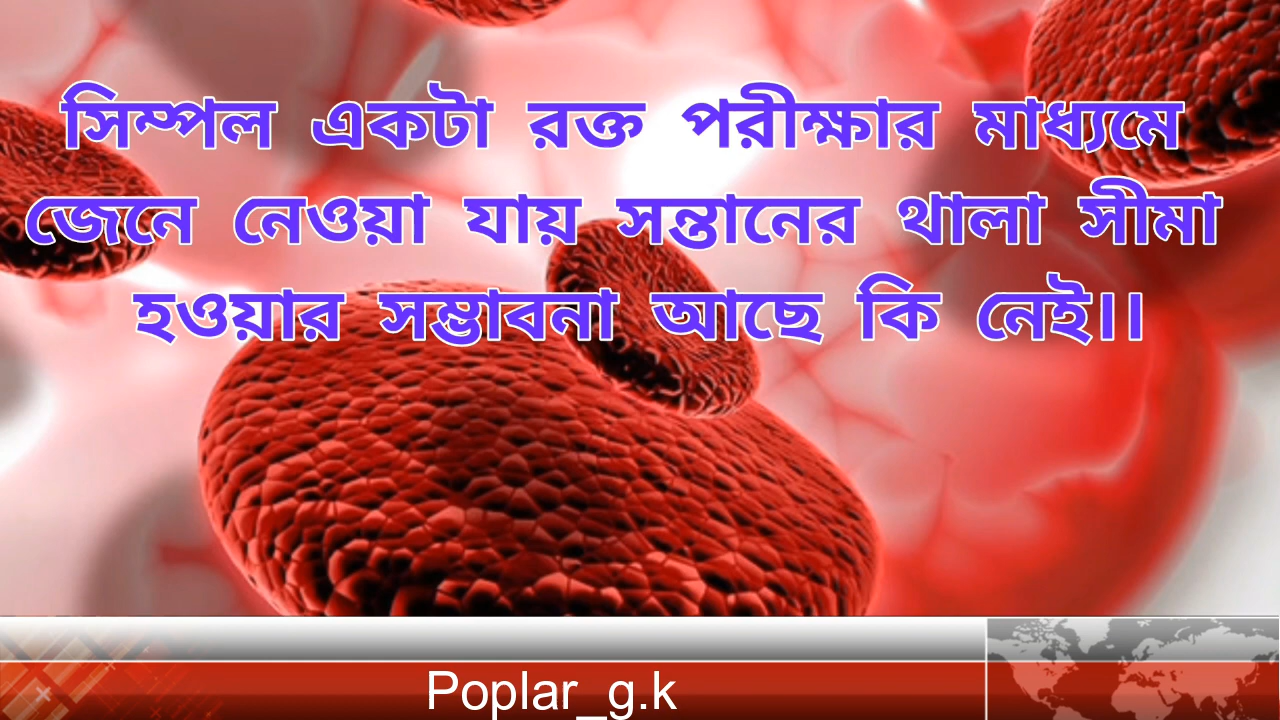 সিম্পল একটা রক্ত পরীক্ষার মাধ্যমে
জেনে নেওয়া যায় সন্তানের থালা সীমা
হওয়ার সম্ভাবনা আছে কি নেই।।
Poplar_g.k